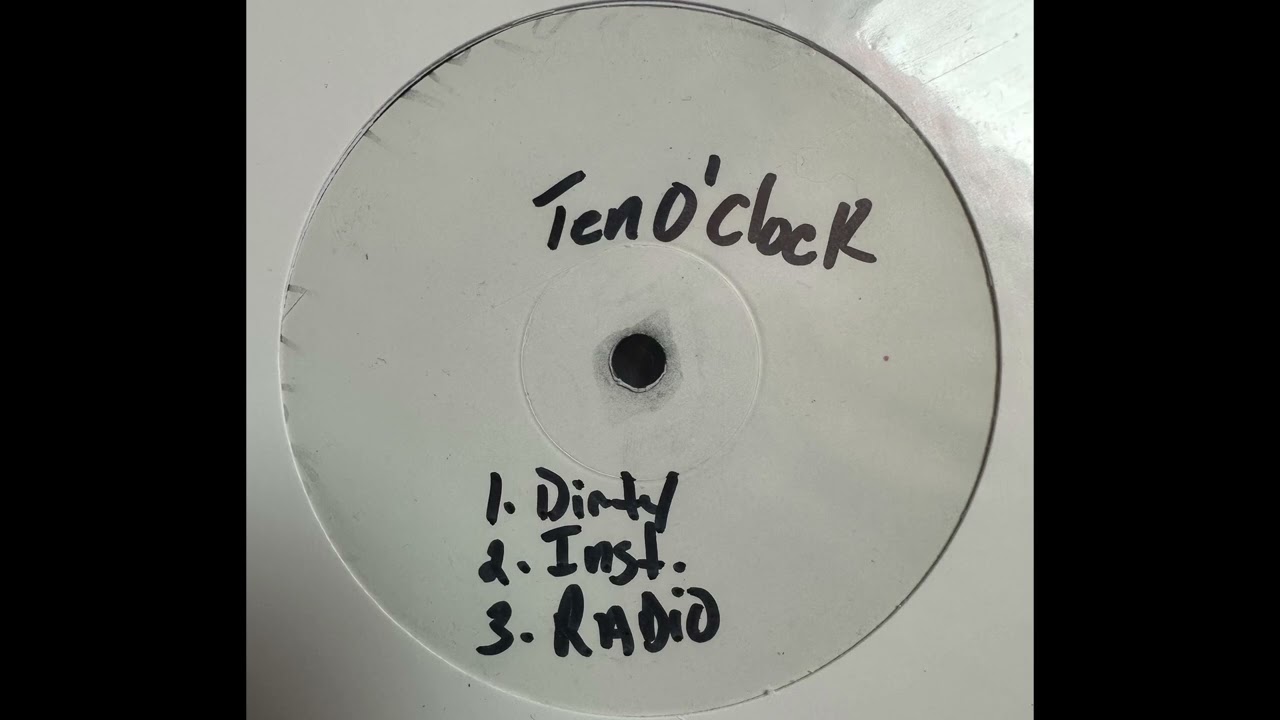 Ten O'Clock
1. Dirty
2. Inst.
3. RADiO